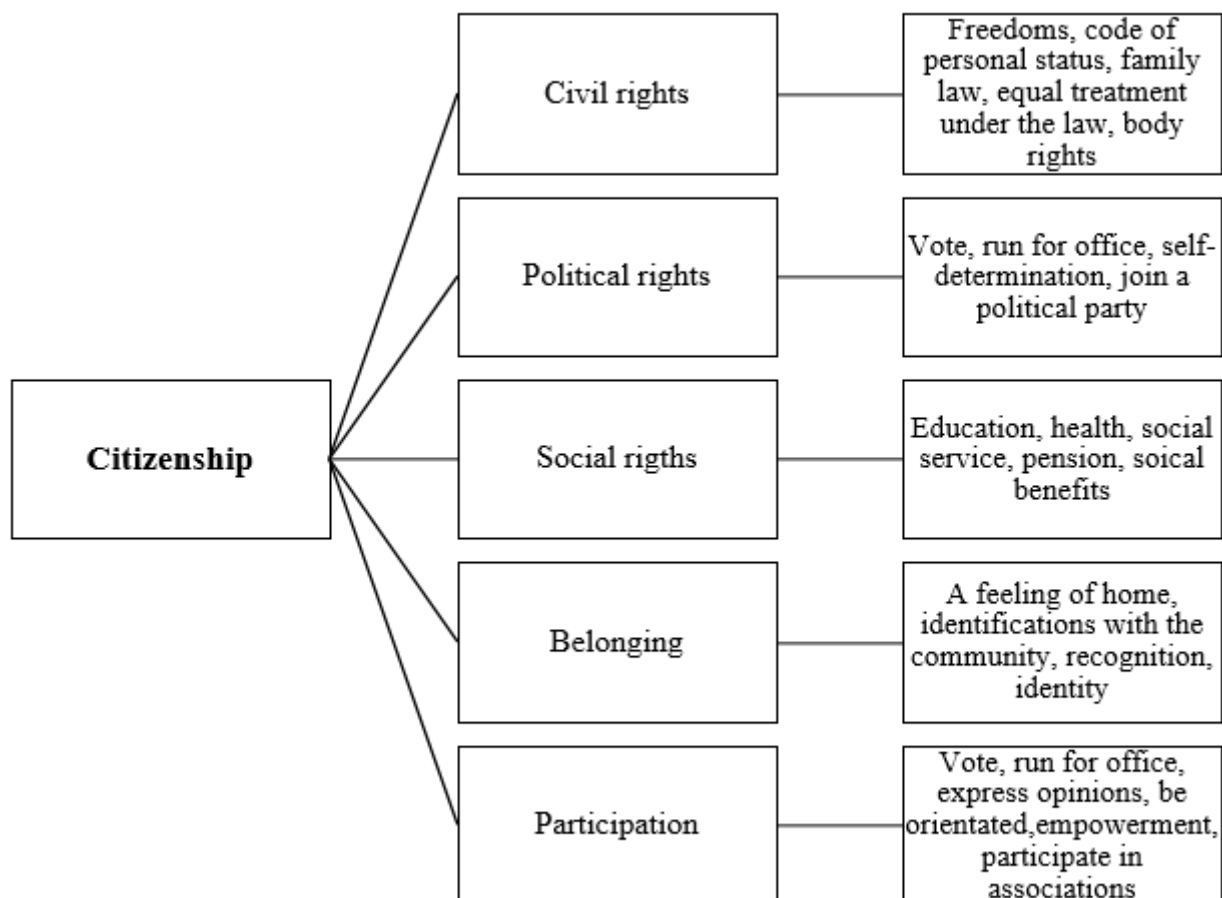 Civil rights
Freedoms, code of
personal status, family
law, equal treatment
under the law, body
rights
Political rights
Vote, run for office, self-
determination, join a
political party
Citizenship
Social rigths
Education, health, social
service, pension, soical
benefits
Belonging
A feeling of home,
identifications with the
community, recognition,
identity
Participation
Vote, run for office,
express opinions, be
orientated,empowerment,
participate in
associations